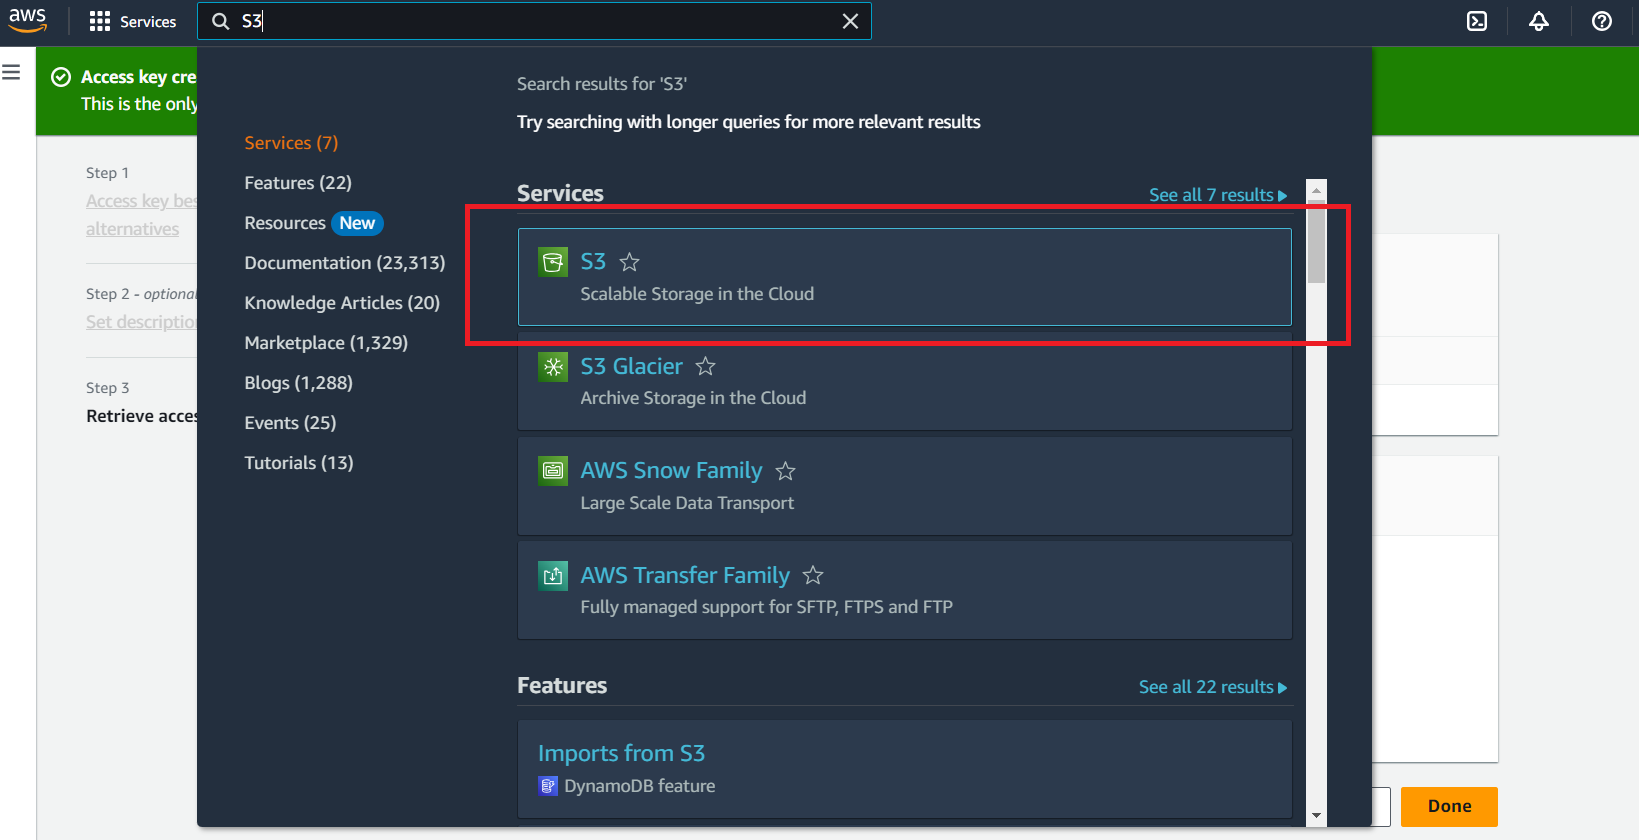 aws
Services
S3
Access key cre
This is the only
Step 1
Access key bes
alternatives
Step 2 - optional
Set description
Step 3
Retrieve acces
Services (7)
Features (22)
Resources New
Documentation (23,313)
Knowledge Articles (20)
Marketplace (1,329)
Blogs (1,288)
Events (25)
Tutorials (13)
Search results for 'S3'
Try searching with longer queries for more relevant results
Services
See all 7 results
S3
Scalable Storage in the Cloud
S3 Glacier
Archive Storage in the Cloud
AWS Snow Family
Large Scale Data Transport
AWS Transfer Family
Fully managed support for SFTP, FTPS and FTP
Features
See all 22 results
Imports from S3
DynamoDB feature
Done